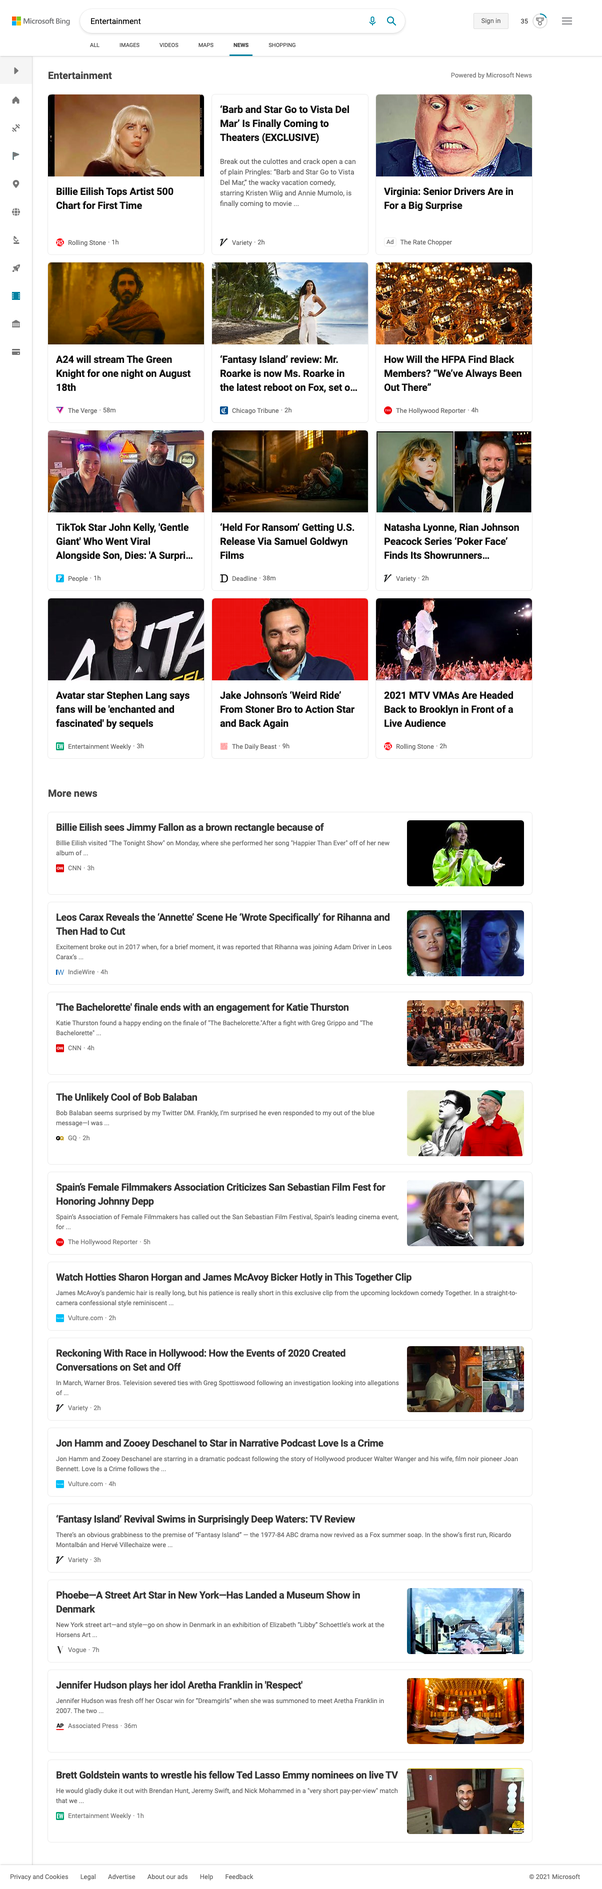 Microsoft Bing
Entertainment
Sign in
35
ALL
IMAGES
VIDEOS
MAPS
NEWS
SHOPPING
Entertainment
Powered by Microsoft News
Billie Eilish Tops Artist 500
Chart for First Time
Rolling Stone · 1h
‘Barb and Star Go to Vista Del
Mar’ Is Finally Coming to
Theaters (EXCLUSIVE)
Break out the culottes and crack open a can
of plain Pringles: “Barb and Star Go to Vista
Del Mar,” the wacky vacation comedy,
starring Kristen Wiig and Annie Mumolo, is
finally coming to movie ...
Variety · 2h
Virginia: Senior Drivers Are in
For a Big Surprise
Ad The Rate Chopper
A24 will stream The Green
Knight for one night on August
18th
The Verge · 58m
‘Fantasy Island’ review: Mr.
Roarke is now Ms. Roarke in
the latest reboot on Fox, set o...
Chicago Tribune · 2h
How Will the HFPA Find Black
Members? “We’ve Always Been
Out There”
The Hollywood Reporter · 4h
TikTok Star John Kelly, 'Gentle
Giant' Who Went Viral
Alongside Son, Dies: 'A Surpri...
People · 1h
‘Held For Ransom’ Getting U.S.
Release Via Samuel Goldwyn
Films
Deadline · 38m
Natasha Lyonne, Rian Johnson
Peacock Series ‘Poker Face’
Finds Its Showrunners...
Variety · 2h
Avatar star Stephen Lang says
fans will be 'enchanted and
fascinated' by sequels
Entertainment Weekly · 3h
Jake Johnson’s ‘Weird Ride’
From Stoner Bro to Action Star
and Back Again
The Daily Beast · 9h
2021 MTV VMAs Are Headed
Back to Brooklyn in Front of a
Live Audience
Rolling Stone · 2h
More news
Billie Eilish sees Jimmy Fallon as a brown rectangle because of
Billie Eilish visited "The Tonight Show" on Monday, where she performed her song "Happier Than Ever" off of her new
album of ...
CNN · 3h
Leos Carax Reveals the ‘Annette’ Scene He ‘Wrote Specifically’ for Rihanna and
Then Had to Cut
Excitement broke out in 2017 when, for a brief moment, it was reported that Rihanna was joining Adam Driver in Leos
Carax's ...
IndieWire · 4h
'The Bachelorette' finale ends with an engagement for Katie Thurston
Katie Thurston found a happy ending on the finale of "The Bachelorette."After a fight with Greg Grippo and "The
Bachelorette" ...
CNN · 4h
The Unlikely Cool of Bob Balaban
Bob Balaban seems surprised by my Twitter DM. Frankly, I'm surprised he even responded to my out of the blue
message—I was ...
GQ · 2h
Spain’s Female Filmmakers Association Criticizes San Sebastian Film Fest for
Honoring Johnny Depp
Spain's Association of Female Filmmakers has called out the San Sebastian Film Festival, Spain's leading cinema event,
for ...
The Hollywood Reporter · 5h
Watch Hotties Sharon Horgan and James McAvoy Bicker Hotly in This Together Clip
James McAvoy's pandemic hair is really long, but his patience is really short in this exclusive clip from the upcoming lockdown comedy Together. In a straight-to-
camera confessional style reminiscent ...
Vulture.com · 2h
Reckoning With Race in Hollywood: How the Events of 2020 Created
Conversations on Set and Off
In March, Warner Bros. Television severed ties with Greg Spottiswood following an investigation looking into allegations
of ...
Variety · 2h
Jon Hamm and Zooey Deschanel to Star in Narrative Podcast Love Is a Crime
Jon Hamm and Zooey Deschanel are starring in a dramatic podcast following the story of Hollywood producer Walter Wanger and his wife, film noir pioneer Joan
Bennett. Love Is a Crime follows the ...
Vulture.com · 4h
‘Fantasy Island’ Revival Swims in Surprisingly Deep Waters: TV Review
There's an obvious grabbiness to the premise of “Fantasy Island” — the 1977-84 ABC drama now revived as a Fox summer soap. In the show's first run, Ricardo
Montalbán and Hervé Villechaize were ...
Variety · 3h
Phoebe—A Street Art Star in New York—Has Landed a Museum Show in
Denmark
New York street art—and style—go on show in Denmark in an exhibition of Elizabeth “Libby” Schoettle's work at the
Horsens Art ...
Vogue · 7h
Jennifer Hudson plays her idol Aretha Franklin in 'Respect'
Jennifer Hudson was fresh off her Oscar win for "Dreamgirls" when she was summoned to meet Aretha Franklin in
2007. The two ...
AP Associated Press · 36m
Brett Goldstein wants to wrestle his fellow Ted Lasso Emmy nominees on live TV
He would gladly duke it out with Brendan Hunt, Jeremy Swift, and Nick Mohammed in a "very short pay-per-view" match
that we ...
Entertainment Weekly · 1h
Privacy and Cookies
Legal
Advertise
About our ads
Help
Feedback
© 2021 Microsoft